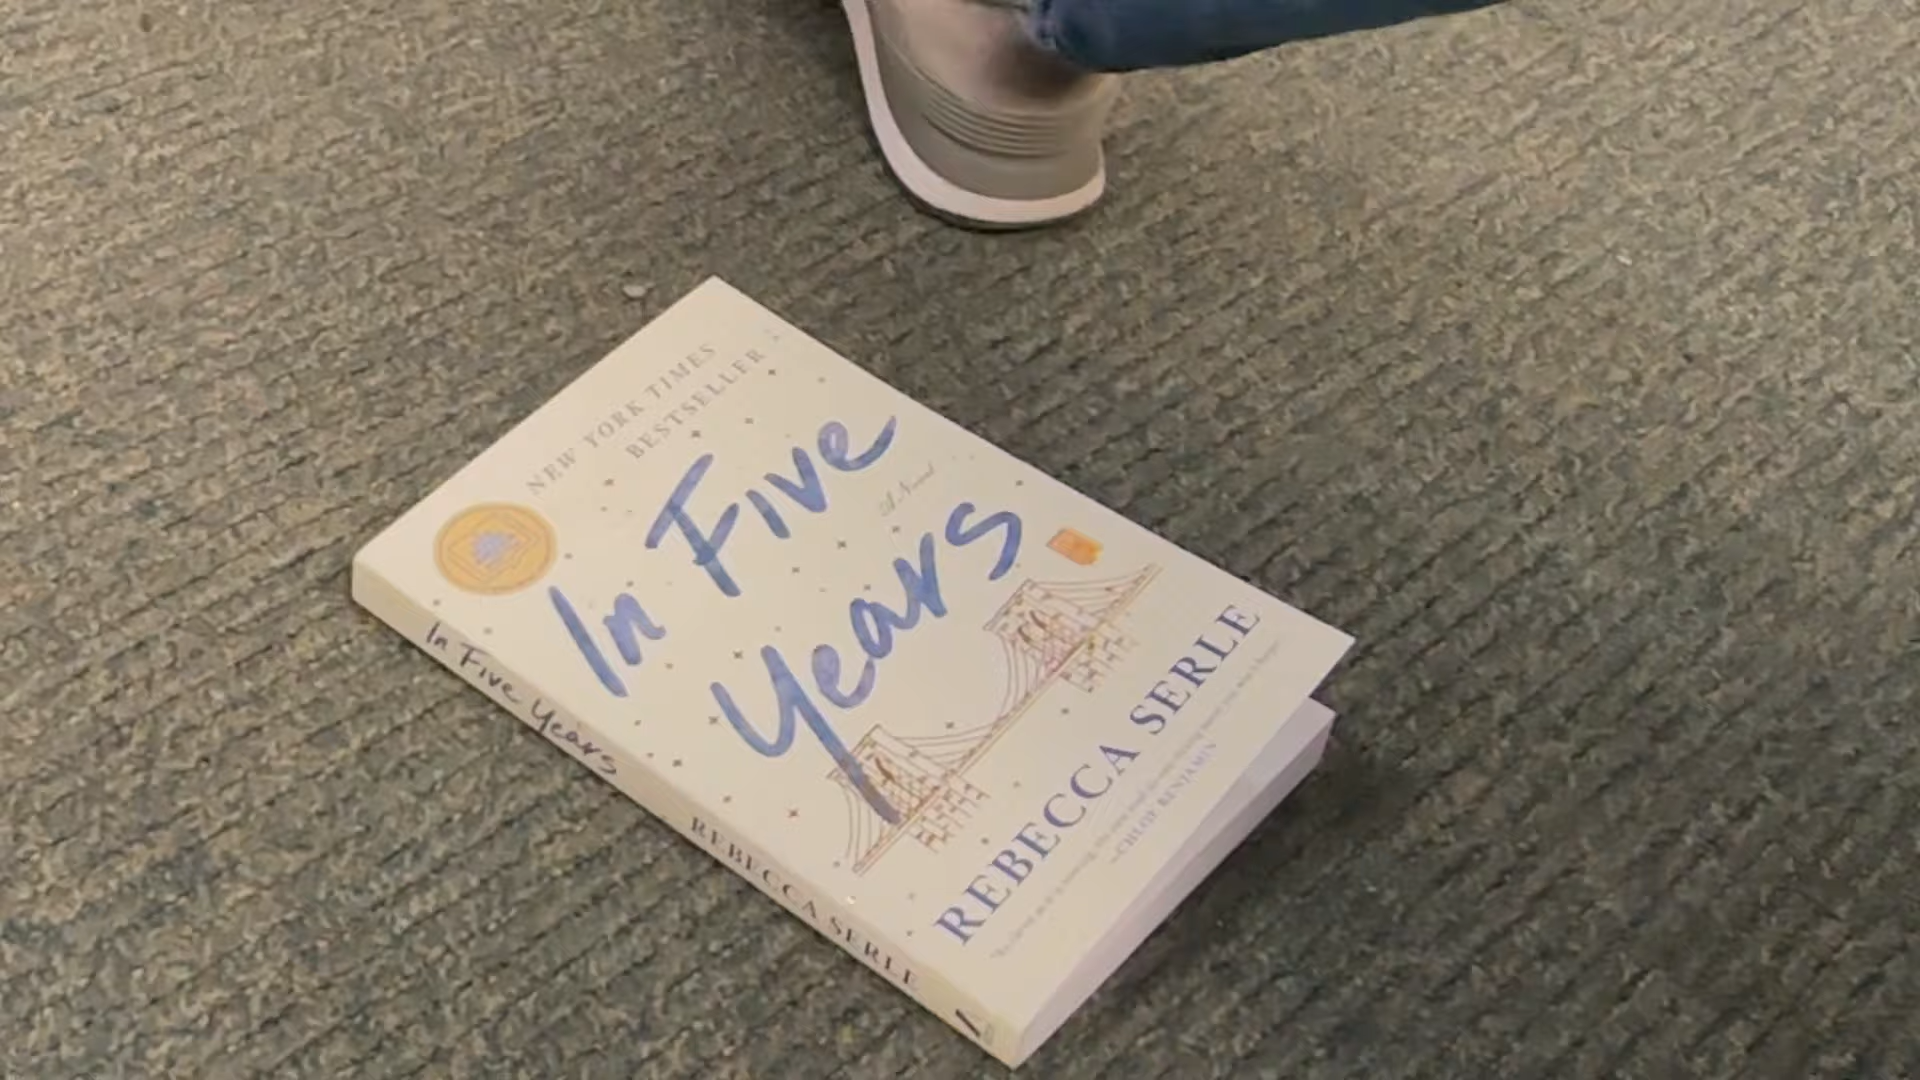 NEW YORK TIMES
BESTSELLER
In Five
A Novel
Years
REBECCA SERLE
—CHLOE BENJAMIN
In Five Years
REBECCA SERLE